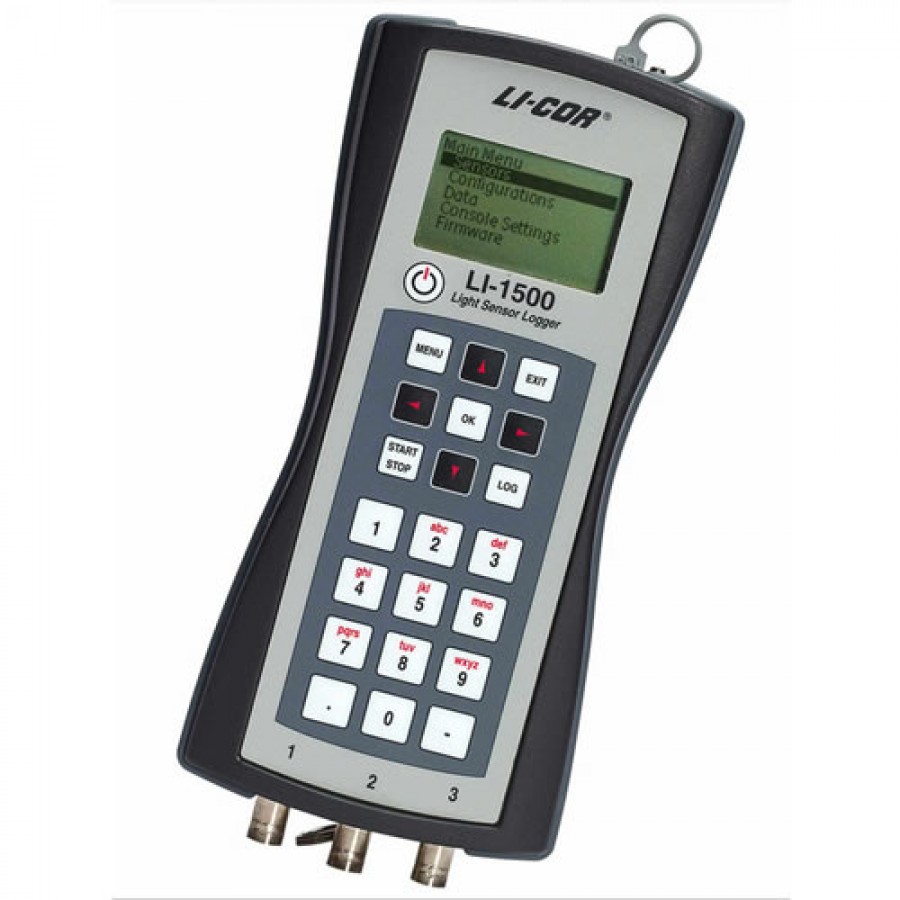 LI-COR®
Main Menu
Sensors
Configurations
Data
Console Settings
Firmware
LI-1500
Light Sensor Logger
MENU
EXIT
OK
START
STOP
LOG
1
abc
2
def
3
ghi
4
jkl
5
mno
6
pqrs
7
tuv
8
wxyz
9
.
0
-
1
2
3